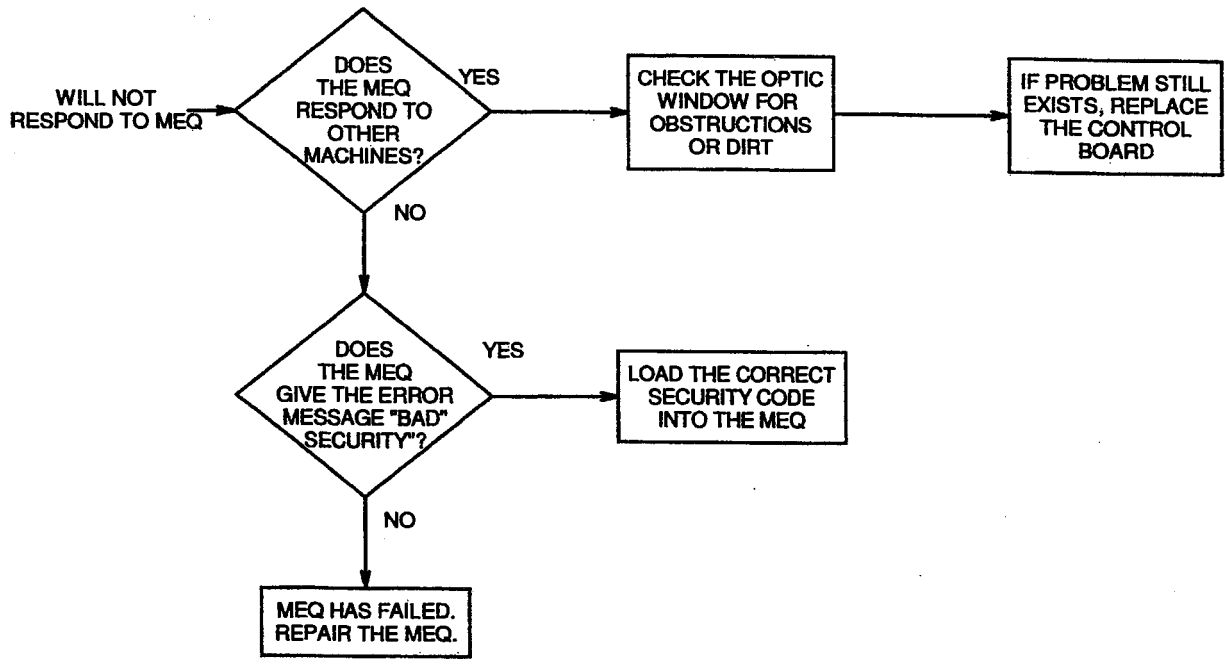 WILL NOT
RESPOND TO MEQ
DOES
THE MEQ
RESPOND TO
OTHER
MACHINES?
YES
CHECK THE OPTIC
WINDOW FOR
OBSTRUCTIONS
OR DIRT
IF PROBLEM STILL
EXISTS, REPLACE
THE CONTROL
BOARD
NO
DOES
THE MEQ
GIVE THE ERROR
MESSAGE "BAD"
SECURITY"?
YES
LOAD THE CORRECT
SECURITY CODE
INTO THE MEQ
NO
MEQ HAS FAILED.
REPAIR THE MEQ.